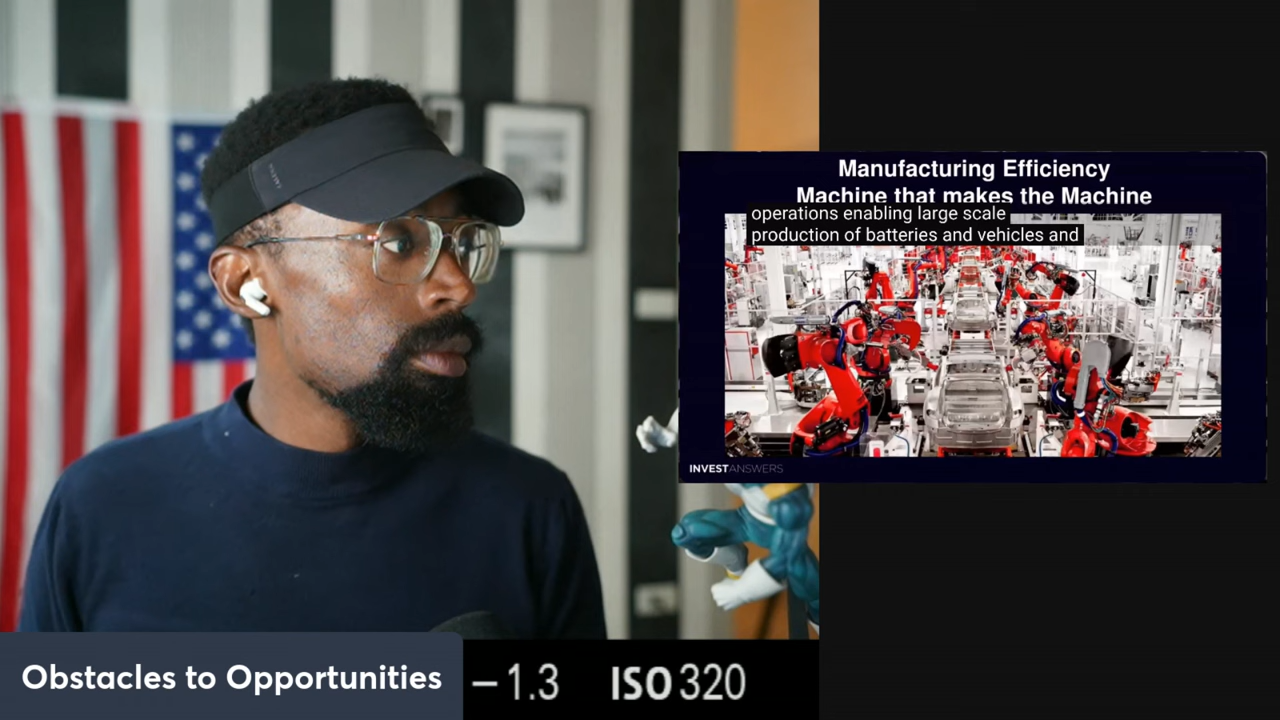 Manufacturing Efficiency
Machine that makes the Machine
operations enabling large scale
production of batteries and vehicles and
INVESTANSWERS
Obstacles to Opportunities
–1.3 ISO 320